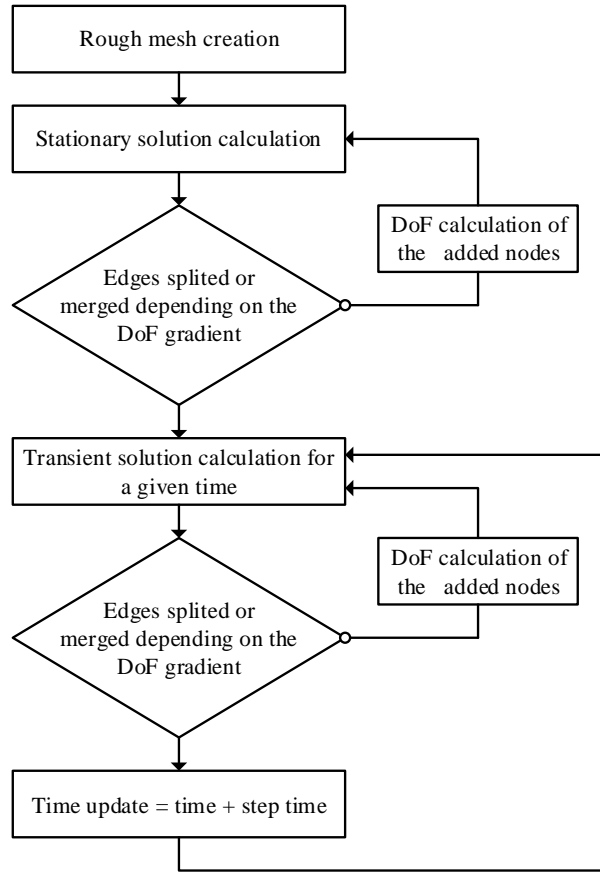 Rough mesh creation
Stationary solution calculation
DoF calculation of
the added nodes
Edges splited or
merged depending on the
DoF gradient
Transient solution calculation for
a given time
DoF calculation of
the added nodes
Edges splited or
merged depending on the
DoF gradient
Time update = time + step time